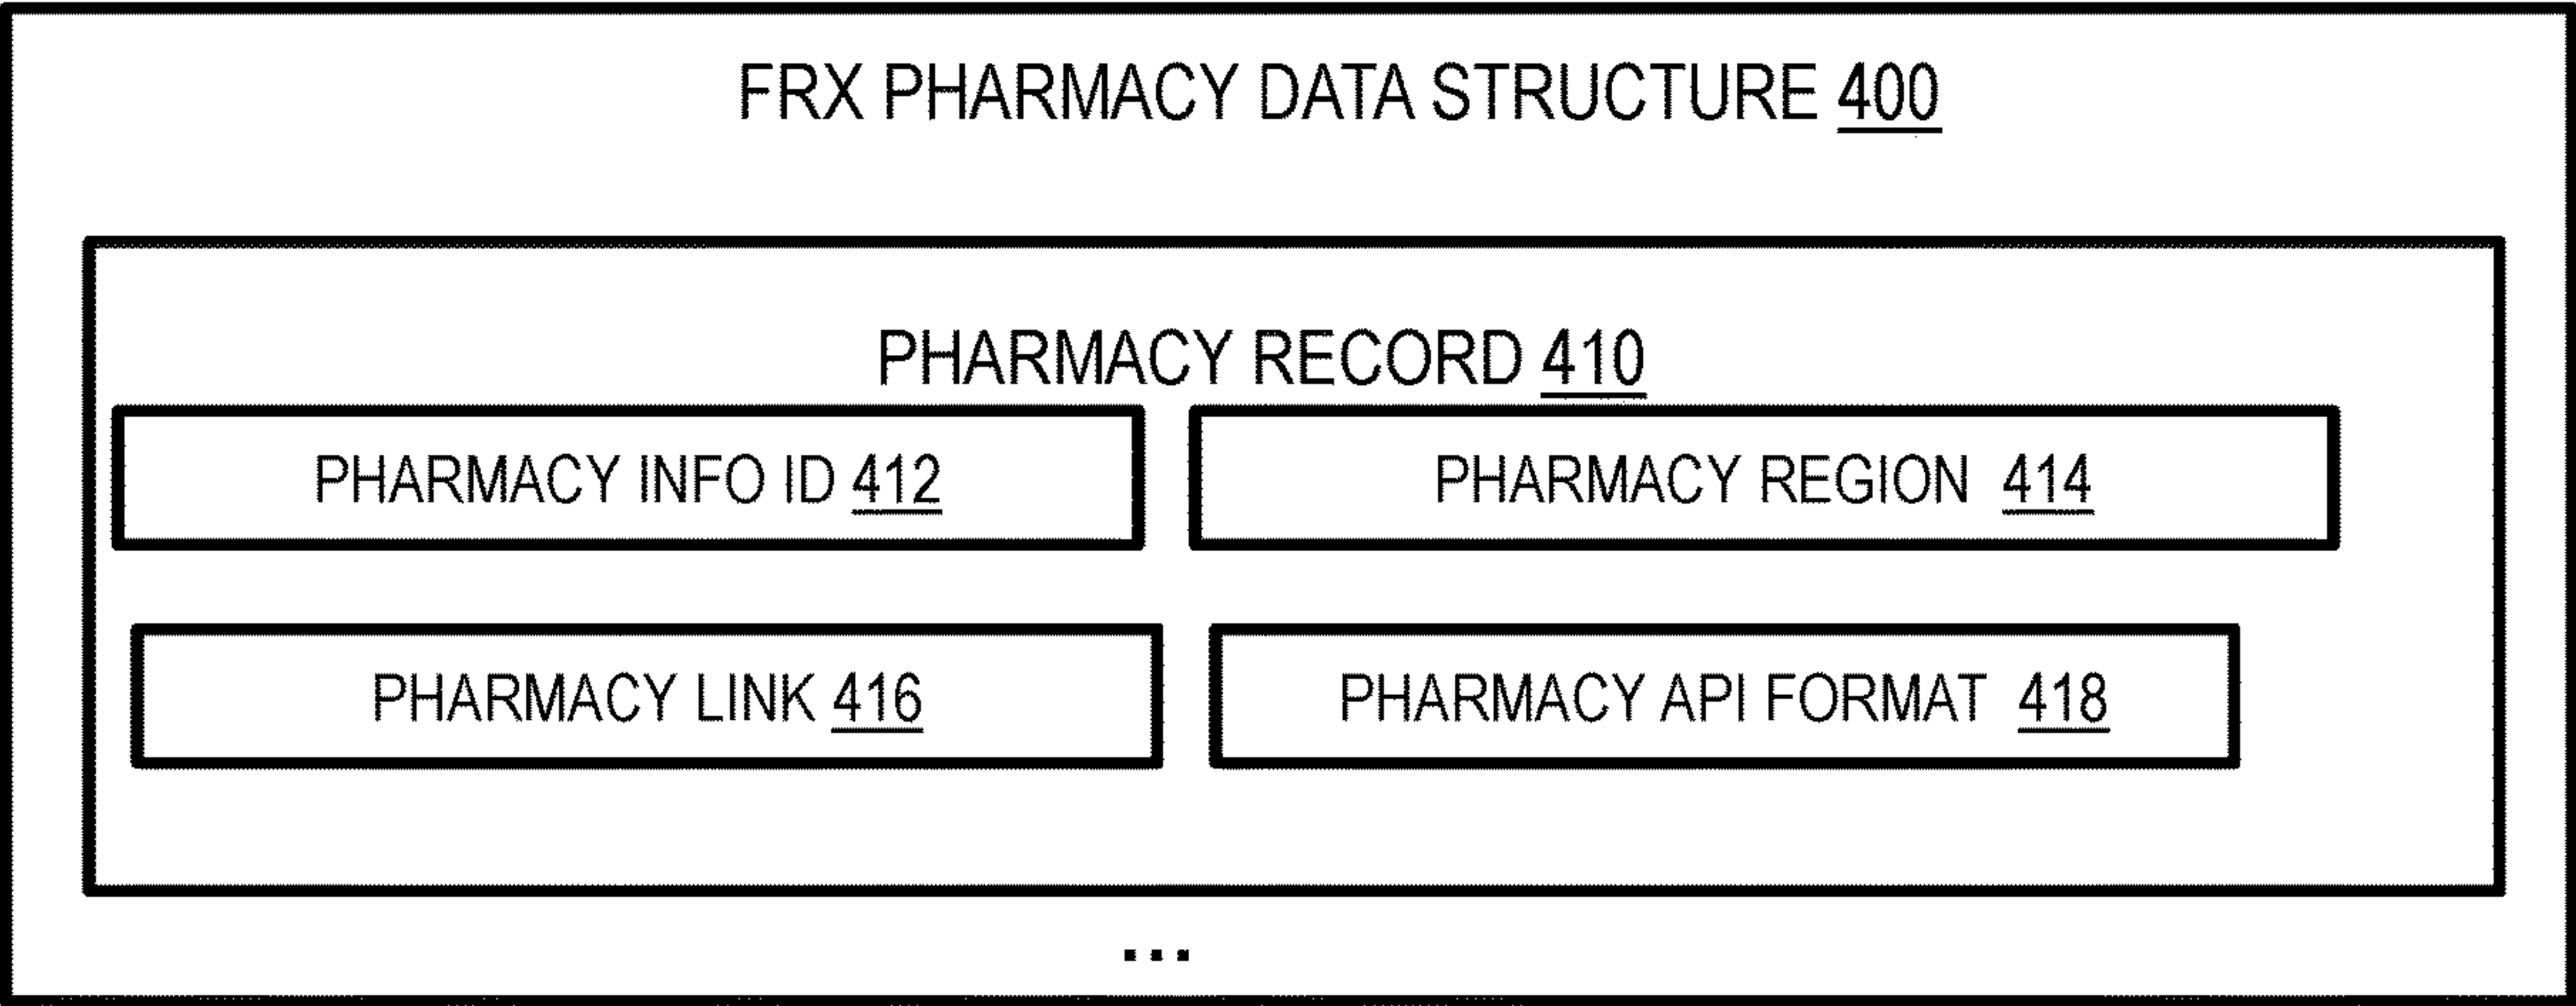 FRX PHARMACY DATA STRUCTURE 400
PHARMACY RECORD 410
PHARMACY INFO ID 412
PHARMACY REGION 414
PHARMACY LINK 416
PHARMACY API FORMAT 418
...